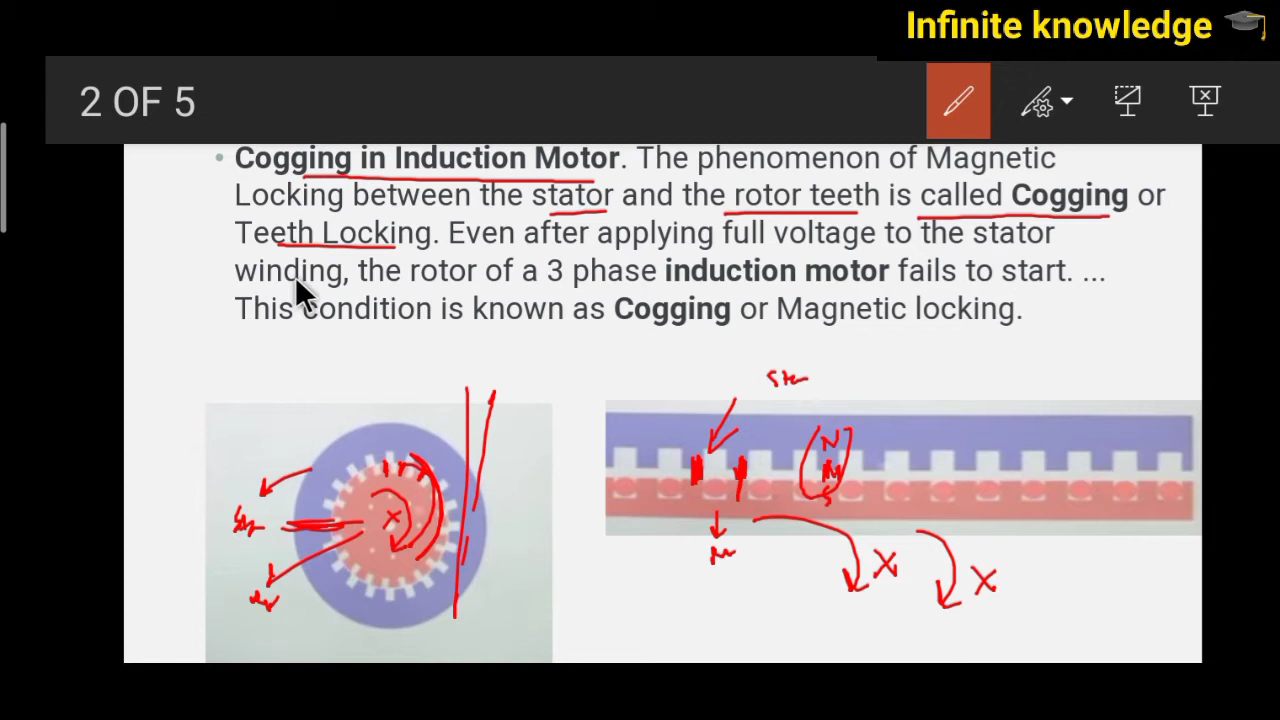 Infinite knowledge 🎓
2 OF 5
• Cogging in Induction Motor. The phenomenon of Magnetic
Locking between the stator and the rotor teeth is called Cogging or
Teeth Locking. Even after applying full voltage to the stator
winding, the rotor of a 3 phase induction motor fails to start. ...
This condition is known as Cogging or Magnetic locking.
N
S
X
X
X